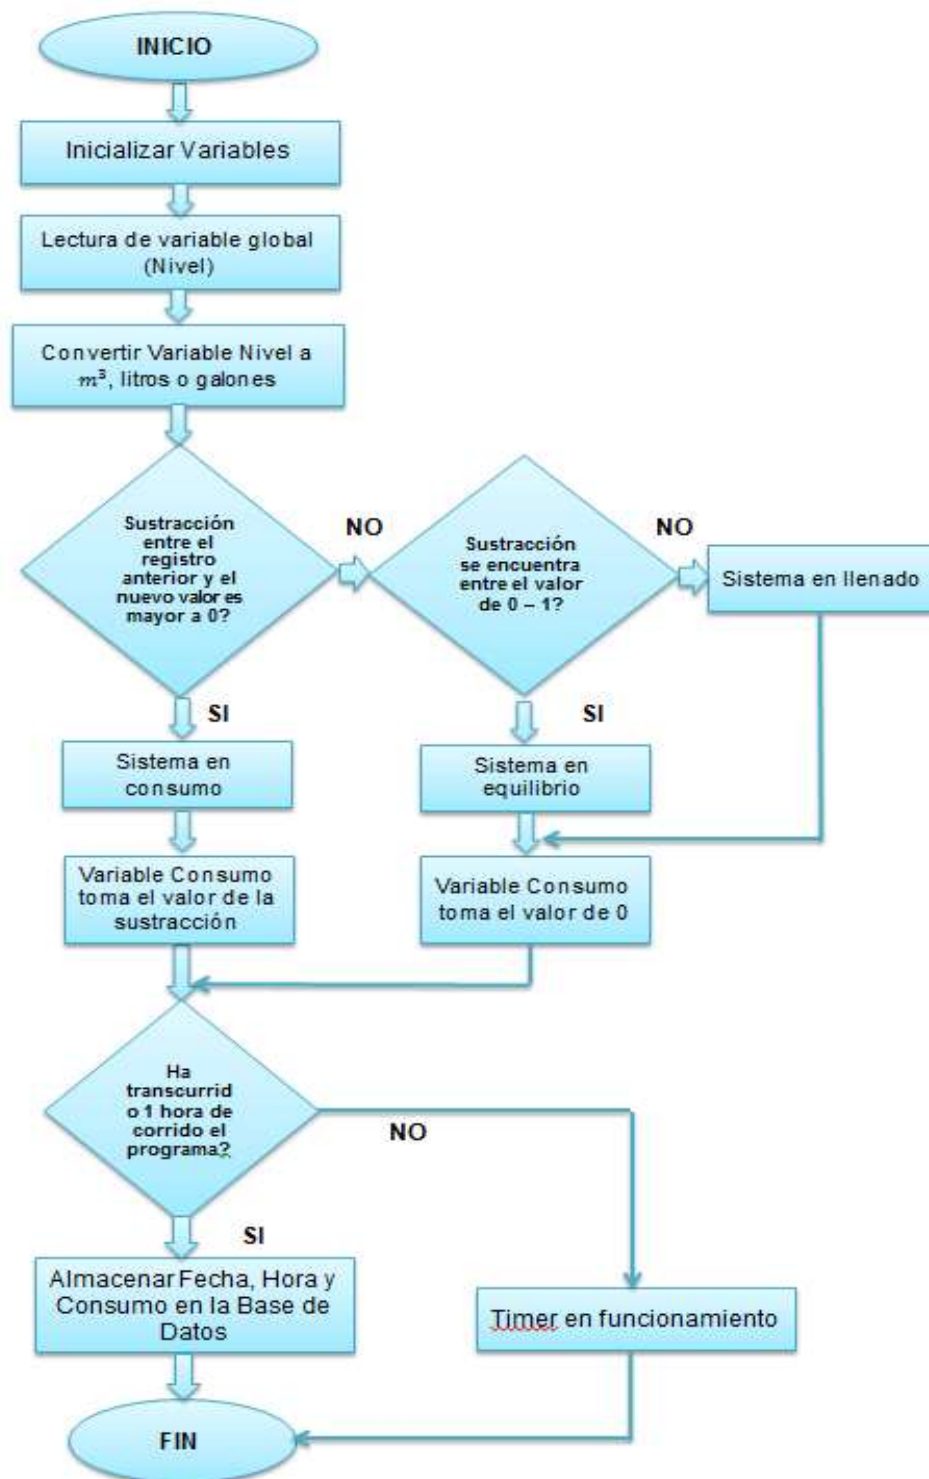 INICIO
Inicializar Variables
Lectura de variable global
(Nivel)
Convertir Variable Nivel a
m³, litros o galones
Sustracción
entre el
registro
anterior y el
nuevo valor es
mayor a 0?
NO
Sustracción
se encuentra
entre el valor
de 0 – 1?
NO
Sistema en llenado
SI
SI
Sistema en
consumo
Sistema en
equilibrio
Variable Consumo
toma el valor de la
sustracción
Variable Consumo
toma el valor de 0
Ha
transcurrid
o 1 hora de
corrido el
programa?
NO
SI
Almacenar Fecha, Hora y
Consumo en la Base de
Datos
Timer en funcionamiento
FIN